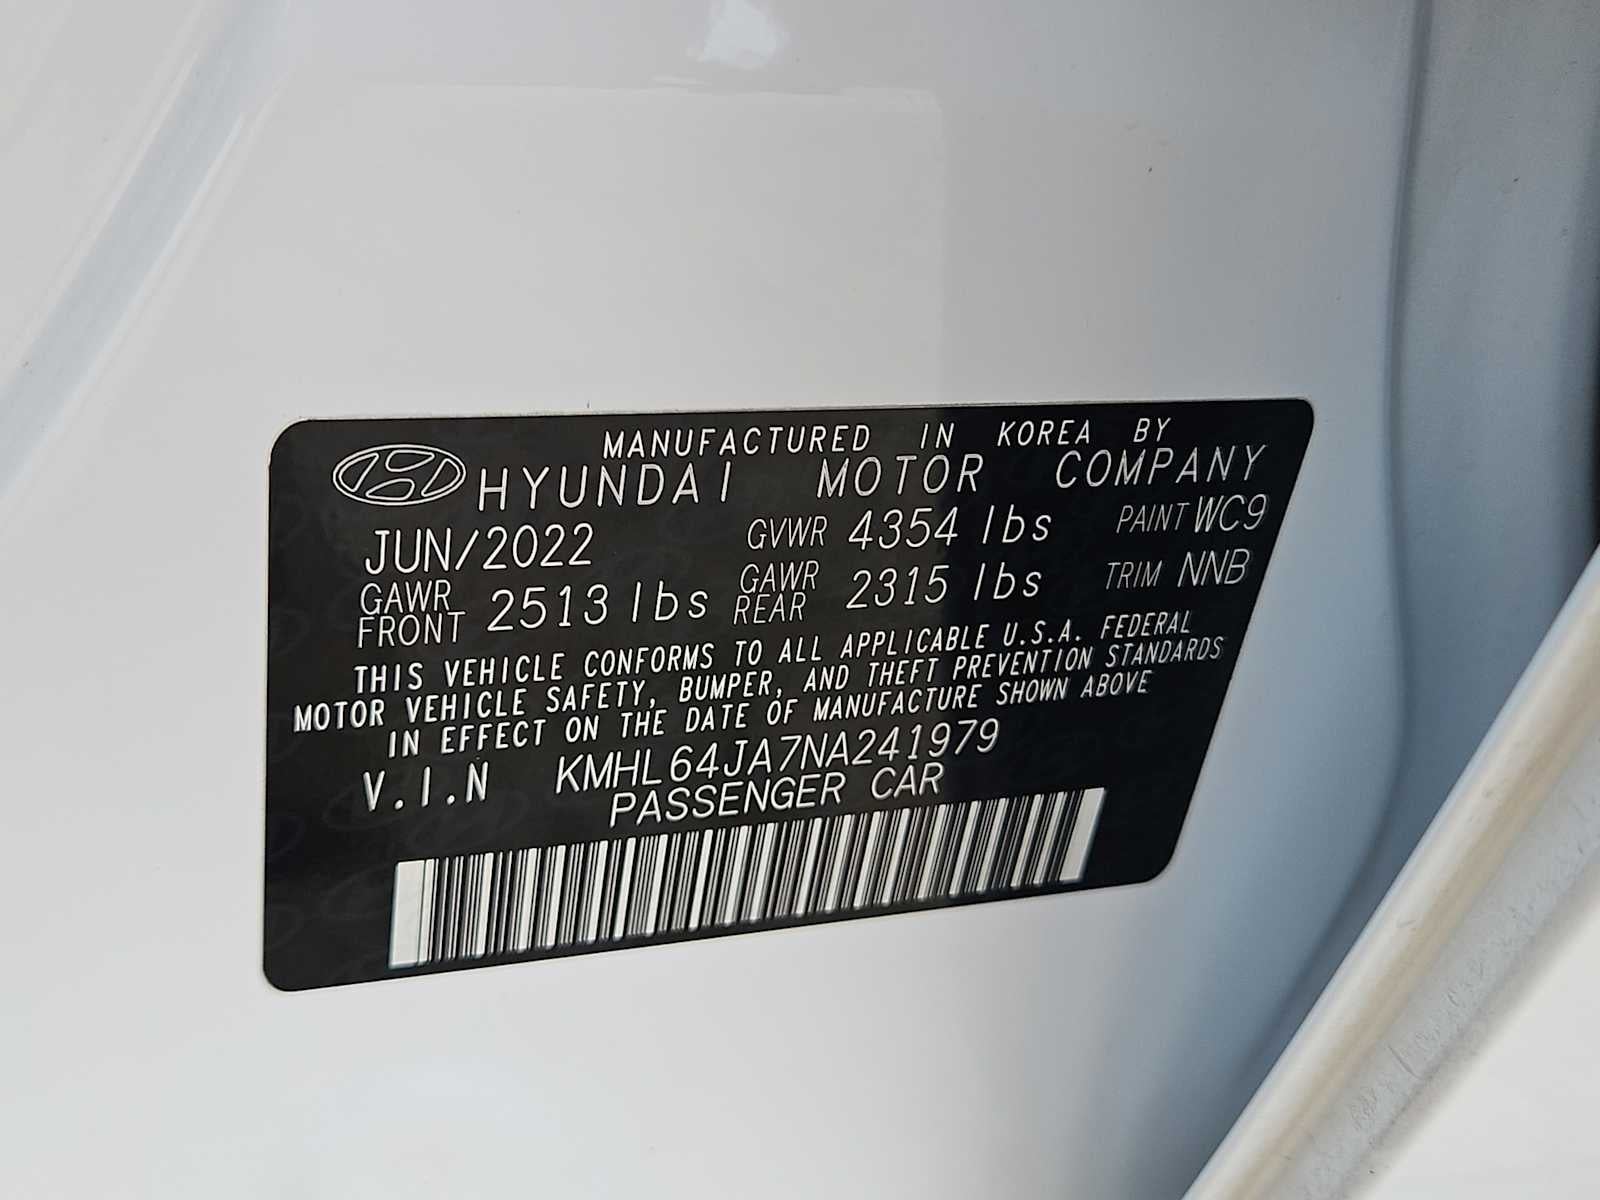 MANUFACTURED IN KOREA BY
HYUNDAI MOTOR COMPANY
JUN/2022 GVWR 4354 lbs PAINT WC9
GAWR FRONT 2513 lbs GAWR REAR 2315 lbs TRIM NNB
THIS VEHICLE CONFORMS TO ALL APPLICABLE U.S.A. FEDERAL
MOTOR VEHICLE SAFETY, BUMPER, AND THEFT PREVENTION STANDARDS
IN EFFECT ON THE DATE OF MANUFACTURE SHOWN ABOVE
V.I.N KMHL64JA7NA241979
PASSENGER CAR